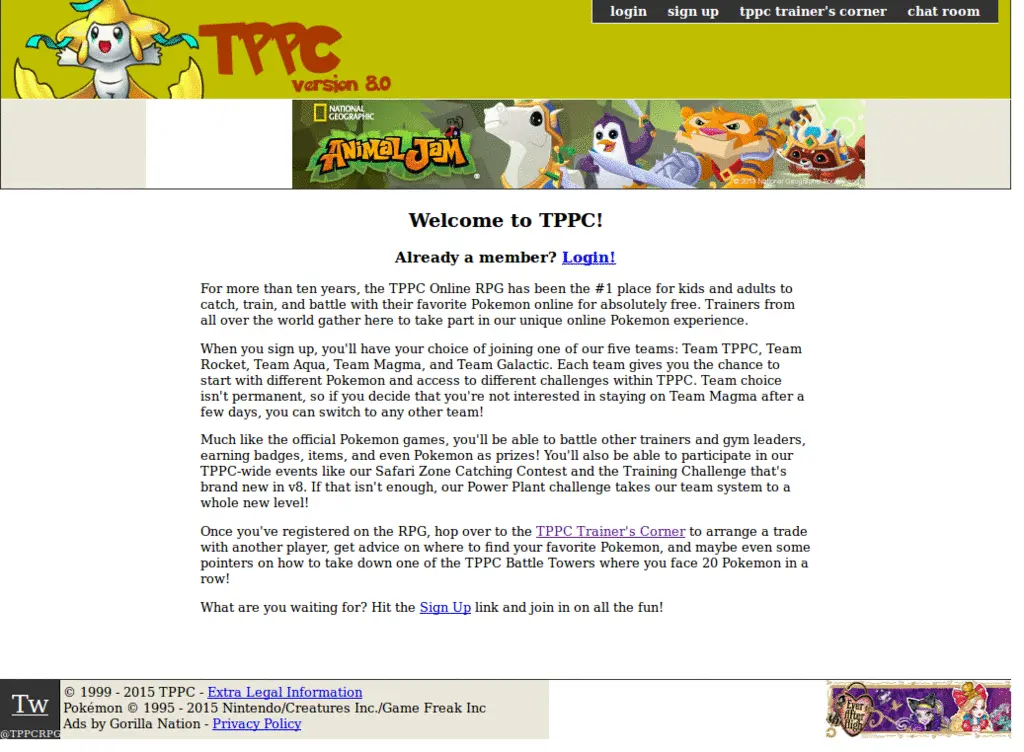 login sign up tppc trainer's corner chat room
TPPC
version 8.0
NATIONAL
GEOGRAPHIC
ANIMAL JAM
Welcome to TPPC!
Already a member? Login!
For more than ten years, the TPPC Online RPG has been the #1 place for kids and adults to
catch, train, and battle with their favorite Pokemon online for absolutely free. Trainers from
all over the world gather here to take part in our unique online Pokemon experience.
When you sign up, you'll have your choice of joining one of our five teams: Team TPPC, Team
Rocket, Team Aqua, Team Magma, and Team Galactic. Each team gives you the chance to
start with different Pokemon and access to different challenges within TPPC. Team choice
isn't permanent, so if you decide that you're not interested in staying on Team Magma after a
few days, you can switch to any other team!
Much like the official Pokemon games, you'll be able to battle other trainers and gym leaders,
earning badges, items, and even Pokemon as prizes! You'll also be able to participate in our
TPPC-wide events like our Safari Zone Catching Contest and the Training Challenge that's
brand new in v8. If that isn't enough, our Power Plant challenge takes our team system to a
whole new level!
Once you've registered on the RPG, hop over to the TPPC Trainer's Corner to arrange a trade
with another player, get advice on where to find your favorite Pokemon, and maybe even some
pointers on how to take down one of the TPPC Battle Towers where you face 20 Pokemon in a
row!
What are you waiting for? Hit the Sign Up link and join in on all the fun!
Tw
@TPPCRPG
© 1999 - 2015 TPPC - Extra Legal Information
Pokémon © 1995 - 2015 Nintendo/Creatures Inc./Game Freak Inc
Ads by Gorilla Nation - Privacy Policy
Ever
After
High